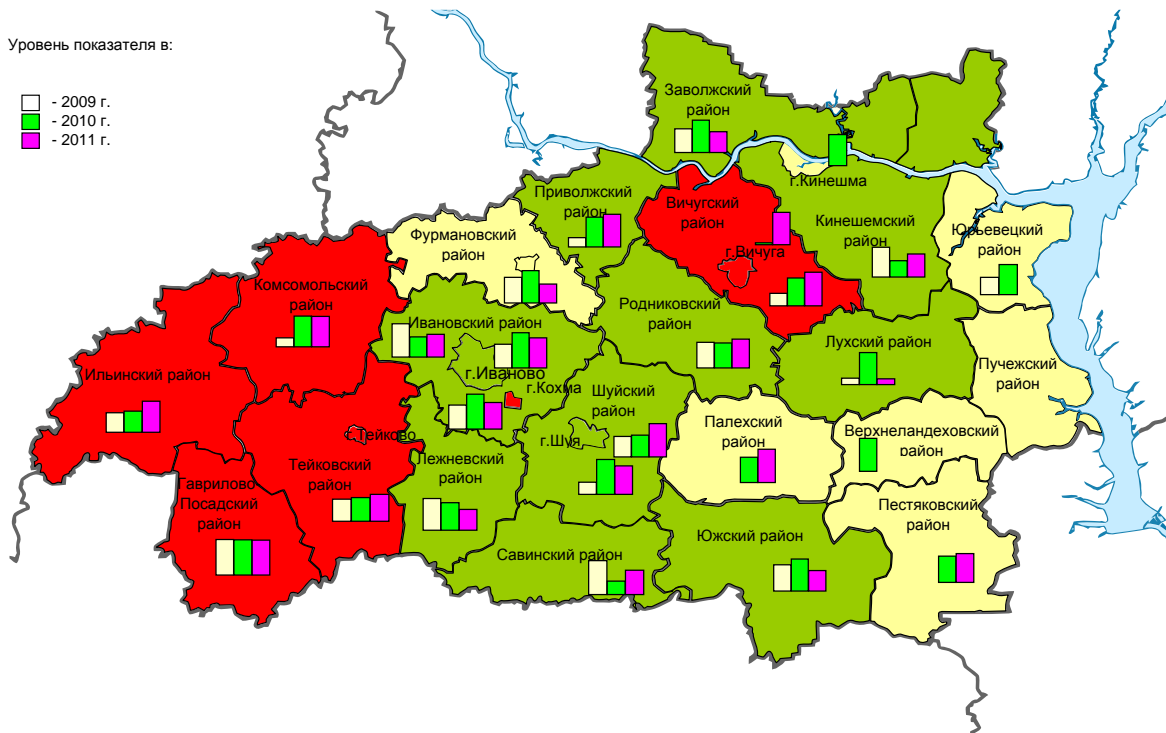 Уровень показателя в:
- 2009 г.
- 2010 г.
- 2011 г.
Заволжский
район
г.Кинешма
Приволжский
район
Вичугский
район
Кинешемский
район
Юрьевецкий
район
Фурмановский
район
г.Вичуга
Комсомольский
район
Родниковский
район
Ивановский район
Лухский район
Пучежский
район
Ильинский район
г.Иваново
г.Кохма
Шуйский
район
Палехский
район
Верхнеландеховский
район
г.Тейково
г.Шуя
Тейковский
район
Лежневский
район
Гаврилово
Посадский
район
Пестяковский
район
Савинский район
Южский район